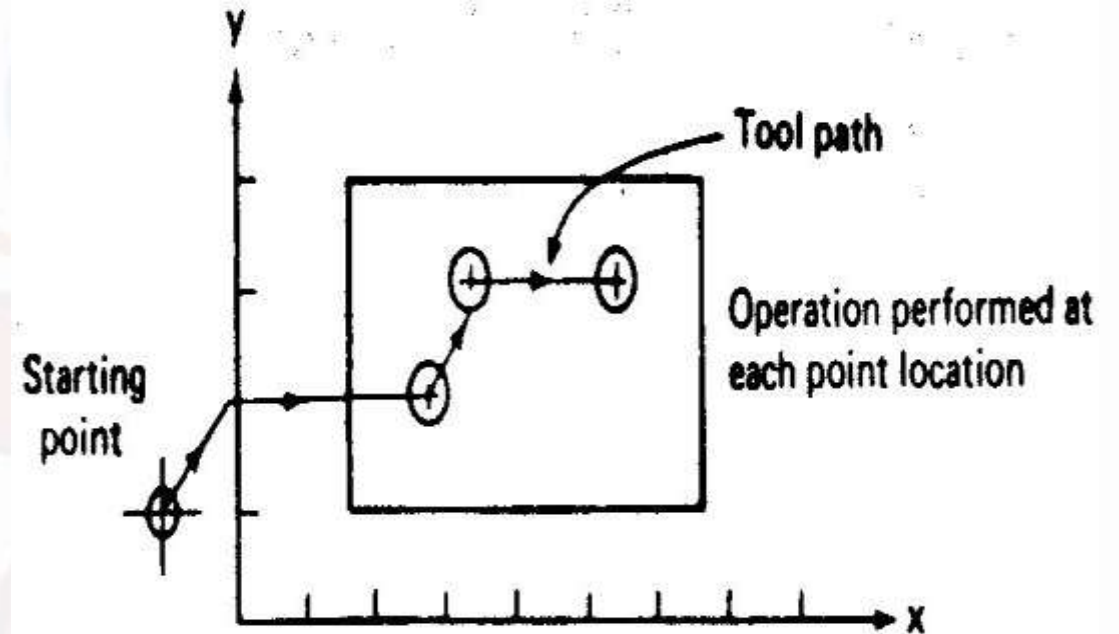 y
Tool path
Operation performed at
each point location
Starting
point
x